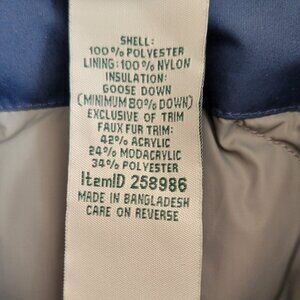 SHELL:
100% POLYESTER
LINING: 100% NYLON
INSULATION:
GOOSE DOWN
(MINIMUM 80% DOWN)
EXCLUSIVE OF TRIM
FAUX FUR TRIM:
42% ACRYLIC
24% MODACRYLIC
34% POLYESTER
ItemID 258986
MADE IN BANGLADESH
CARE ON REVERSE